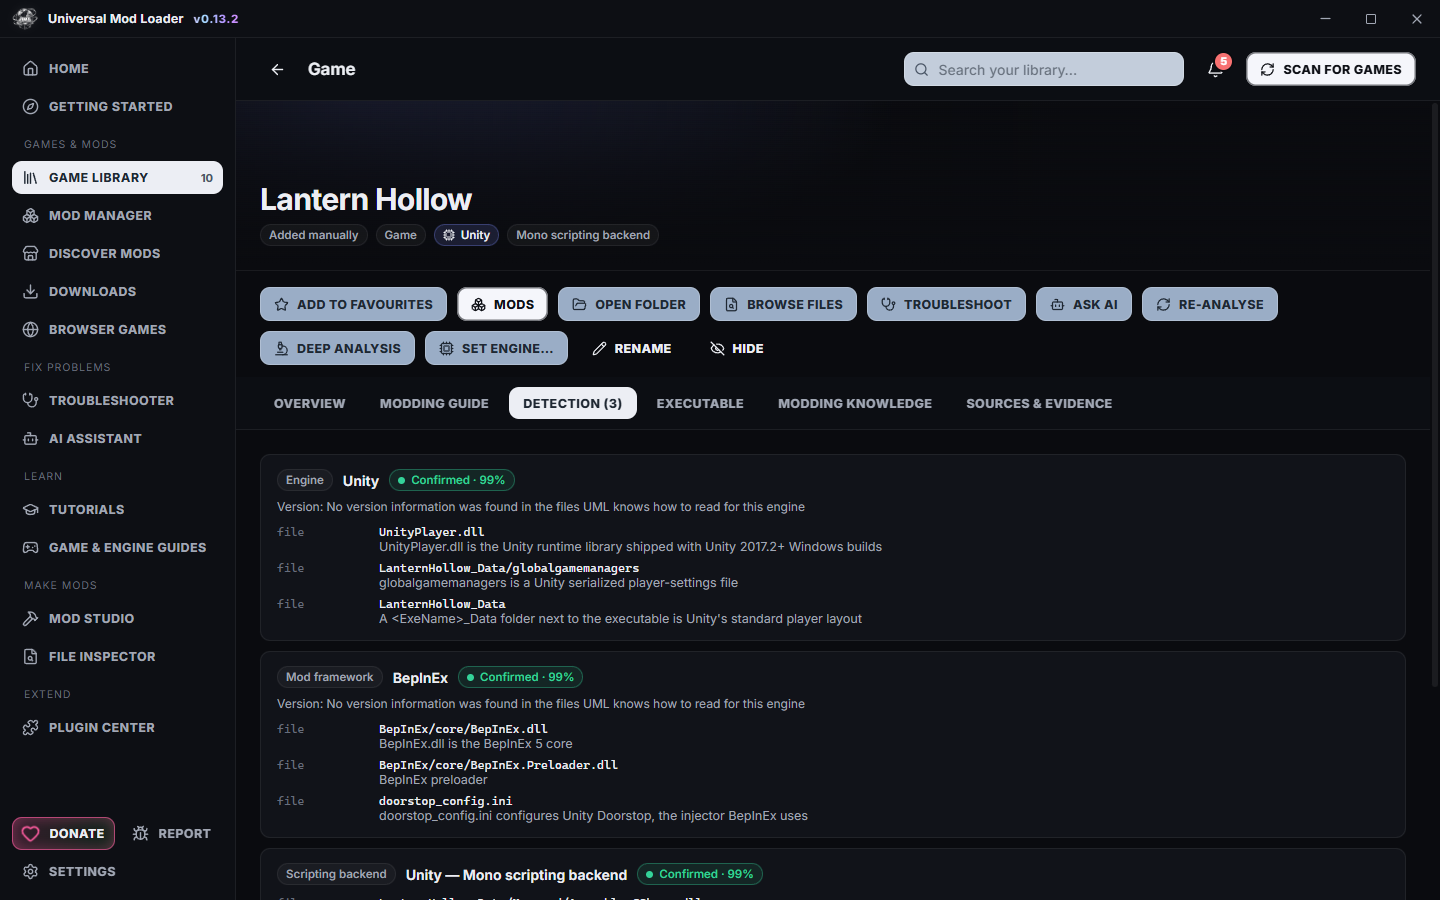 Universal Mod Loader v0.13.2
HOME
GETTING STARTED
GAMES & MODS
GAME LIBRARY 10
MOD MANAGER
DISCOVER MODS
DOWNLOADS
BROWSER GAMES
FIX PROBLEMS
TROUBLESHOOTER
AI ASSISTANT
LEARN
TUTORIALS
GAME & ENGINE GUIDES
MAKE MODS
MOD STUDIO
FILE INSPECTOR
EXTEND
PLUGIN CENTER
DONATE REPORT
SETTINGS
Game
Search your library...
5
SCAN FOR GAMES
Lantern Hollow
Added manually Game Unity Mono scripting backend
ADD TO FAVOURITES MODS OPEN FOLDER BROWSE FILES TROUBLESHOOT ASK AI RE-ANALYSE
DEEP ANALYSIS SET ENGINE... RENAME HIDE
OVERVIEW MODDING GUIDE DETECTION (3) EXECUTABLE MODDING KNOWLEDGE SOURCES & EVIDENCE
Engine Unity Confirmed · 99%
Version: No version information was found in the files UML knows how to read for this engine
file UnityPlayer.dll
UnityPlayer.dll is the Unity runtime library shipped with Unity 2017.2+ Windows builds
file LanternHollow_Data/globalgamemanagers
globalgamemanagers is a Unity serialized player-settings file
file LanternHollow_Data
A <ExeName>_Data folder next to the executable is Unity's standard player layout
Mod framework BepInEx Confirmed · 99%
Version: No version information was found in the files UML knows how to read for this engine
file BepInEx/core/BepInEx.dll
BepInEx.dll is the BepInEx 5 core
file BepInEx/core/BepInEx.Preloader.dll
BepInEx preloader
file doorstop_config.ini
doorstop_config.ini configures Unity Doorstop, the injector BepInEx uses
Scripting backend Unity — Mono scripting backend Confirmed · 99%